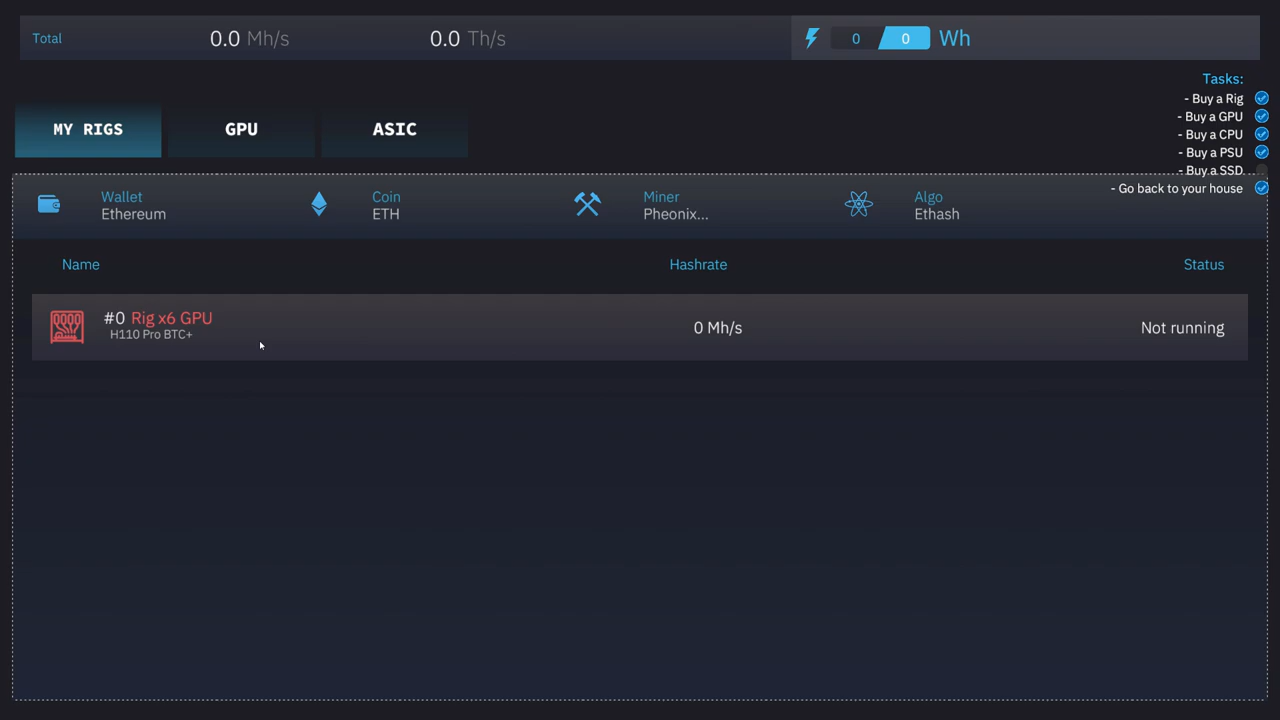 Total 0.0 Mh/s 0.0 Th/s 0 0 Wh
Tasks:
- Buy a Rig
- Buy a GPU
- Buy a CPU
- Buy a PSU
- Buy a SSD
- Go back to your house
MY RIGS GPU ASIC
Wallet Coin Miner Algo
Ethereum ETH Pheonix... Ethash
Name Hashrate Status
#0 Rig x6 GPU 0 Mh/s Not running
H110 Pro BTC+